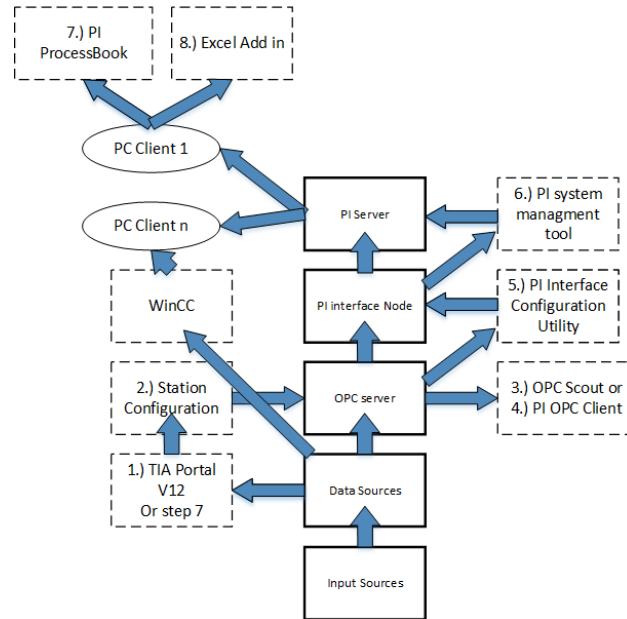 7.) PI
ProcessBook
8.) Excel Add in
PC Client 1
PC Client n
PI Server
6.) PI system
managment
tool
WinCC
PI interface Node
5.) PI Interface
Configuration
Utility
2.) Station
Configuration
OPC server
3.) OPC Scout or
4.) PI OPC Client
1.) TIA Portal
V12
Or step 7
Data Sources
Input Sources